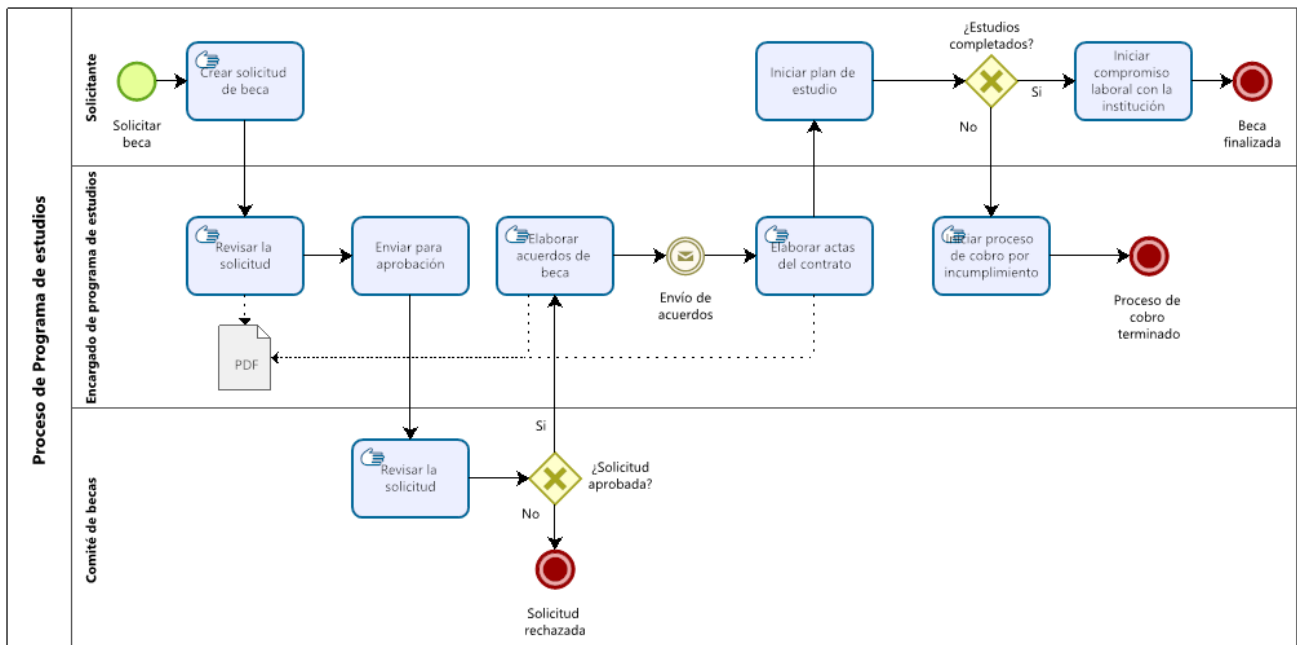 Proceso de Programa de estudios
Solicitante
Solicitar
beca
Crear solicitud
de beca
Iniciar plan de
estudio
¿Estudios
completados?
Si
No
Iniciar
compromiso
laboral con la
institución
Beca
finalizada
Encargado de programa de estudios
Revisar la
solicitud
Enviar para
aprobación
Elaborar
acuerdos de
beca
Envío de
acuerdos
Elaborar actas
del contrato
Iniciar proceso
de cobro por
incumplimiento
Proceso de
cobro
terminado
PDF
Comité de becas
Revisar la
solicitud
Si
¿Solicitud
aprobada?
No
Solicitud
rechazada